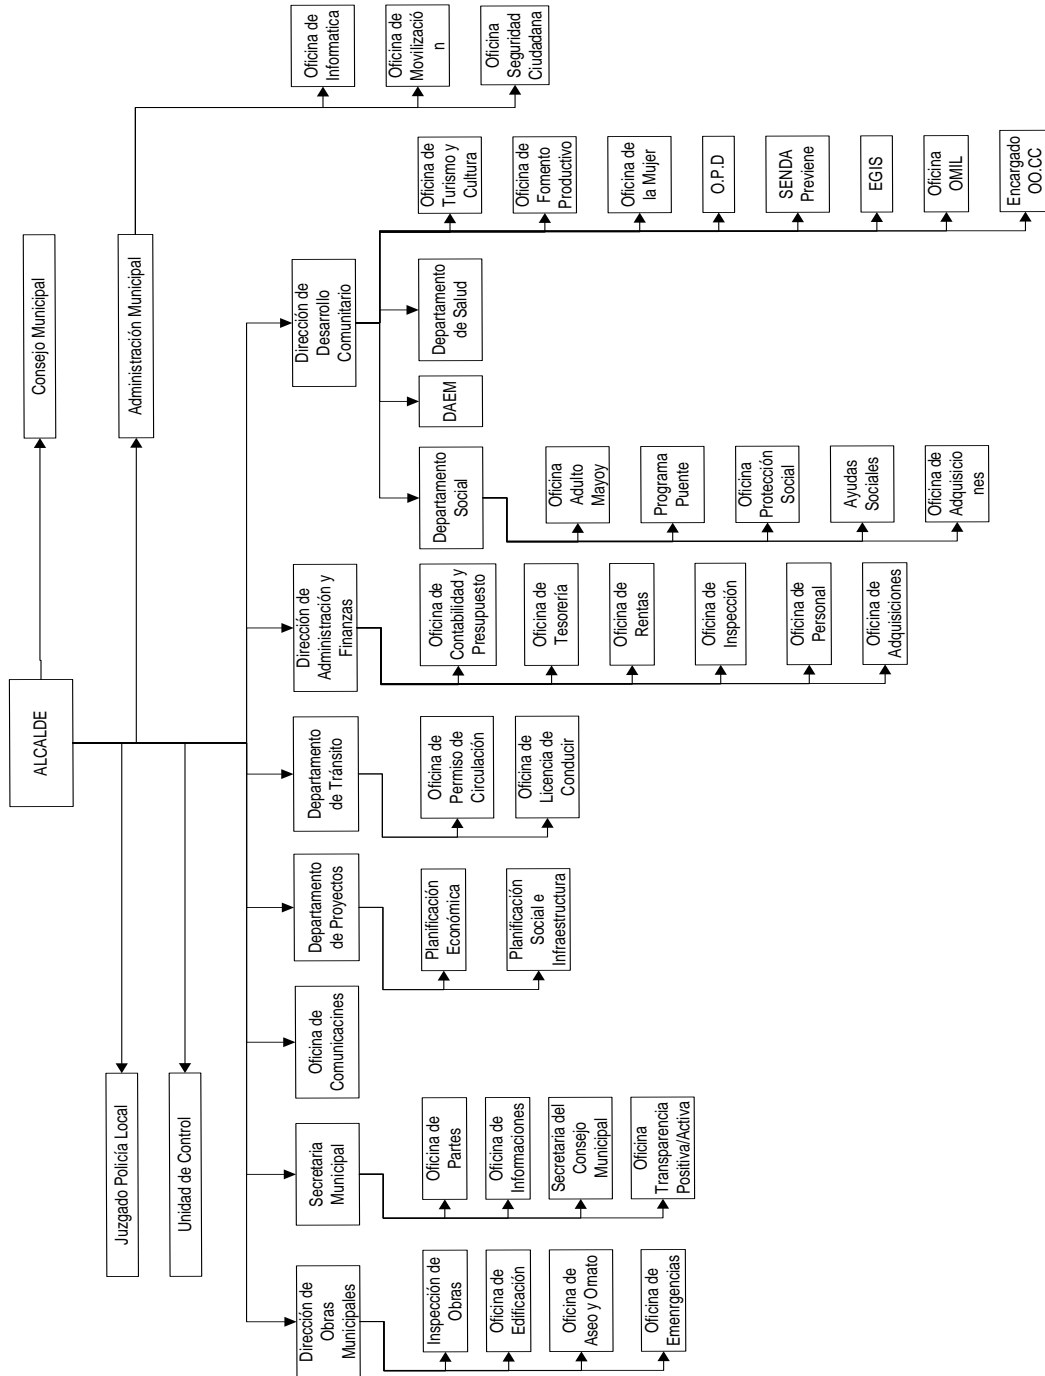 ALCALDE
Consejo Municipal
Administración Municipal
Oficina de
Informatica
Oficina de
Movilizació
n
Oficina
Seguridad
Ciudadana
Juzgado Policía Local
Unidad de Control
Dirección de
Obras
Municipales
Inspección de
Obras
Oficina de
Edificación
Oficina de
Aseo y Ornato
Oficina de
Emenrgencias
Secretaria
Municipal
Oficina de
Partes
Oficina de
Informaciones
Secretaria del
Consejo
Municipal
Oficina
Transparencia
Positiva/Activa
Oficina de
Comunicacines
Departamento
de Proyectos
Planificación
Económica
Planificación
Social e
Infraestructura
Departamento
de Tránsito
Oficina de
Permiso de
Circulación
Oficina de
Licencia de
Conducir
Dirección de
Administración y
Finanzas
Oficina de
Contabilidad y
Presupuesto
Oficina de
Tesorería
Oficina de
Rentas
Oficina de
Inspección
Oficina de
Personal
Oficina de
Adquisiciones
Dirección de
Desarrollo
Comunitario
Departamento
Social
Oficina
Adulto
Mayoy
Programa
Puente
Oficina
Protección
Social
Ayudas
Sociales
Oficina de
Adquisicio
nes
DAEM
Departamento
de Salud
Oficina de
Turismo y
Cultura
Oficina de
Fomento
Productivo
Oficina de
la Mujer
O.P.D
SENDA
Previene
EGIS
Oficina
OMIL
Encargado
OO.CC